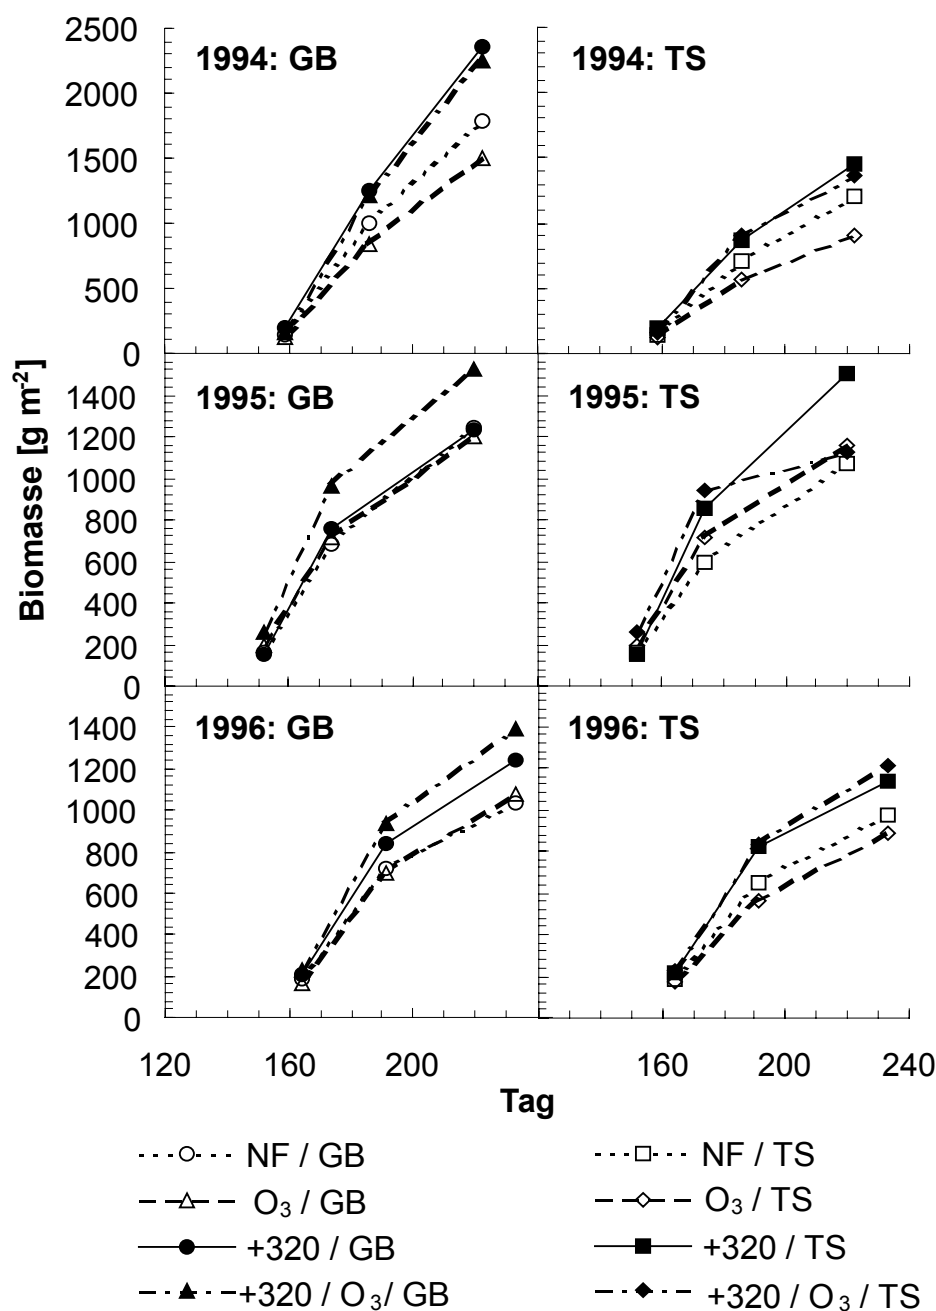 1994: GB
1994: TS
2500
2000
1500
1000
500
0
1995: GB
1995: TS
1400
1200
1000
800
600
400
200
0
Biomasse [g m⁻²]
1996: GB
1996: TS
1400
1200
1000
800
600
400
200
0
120 160 200 160 200 240
Tag
NF / GB
NF / TS
O₃ / GB
O₃ / TS
+320 / GB
+320 / TS
+320 / O₃/ GB
+320 / O₃ / TS